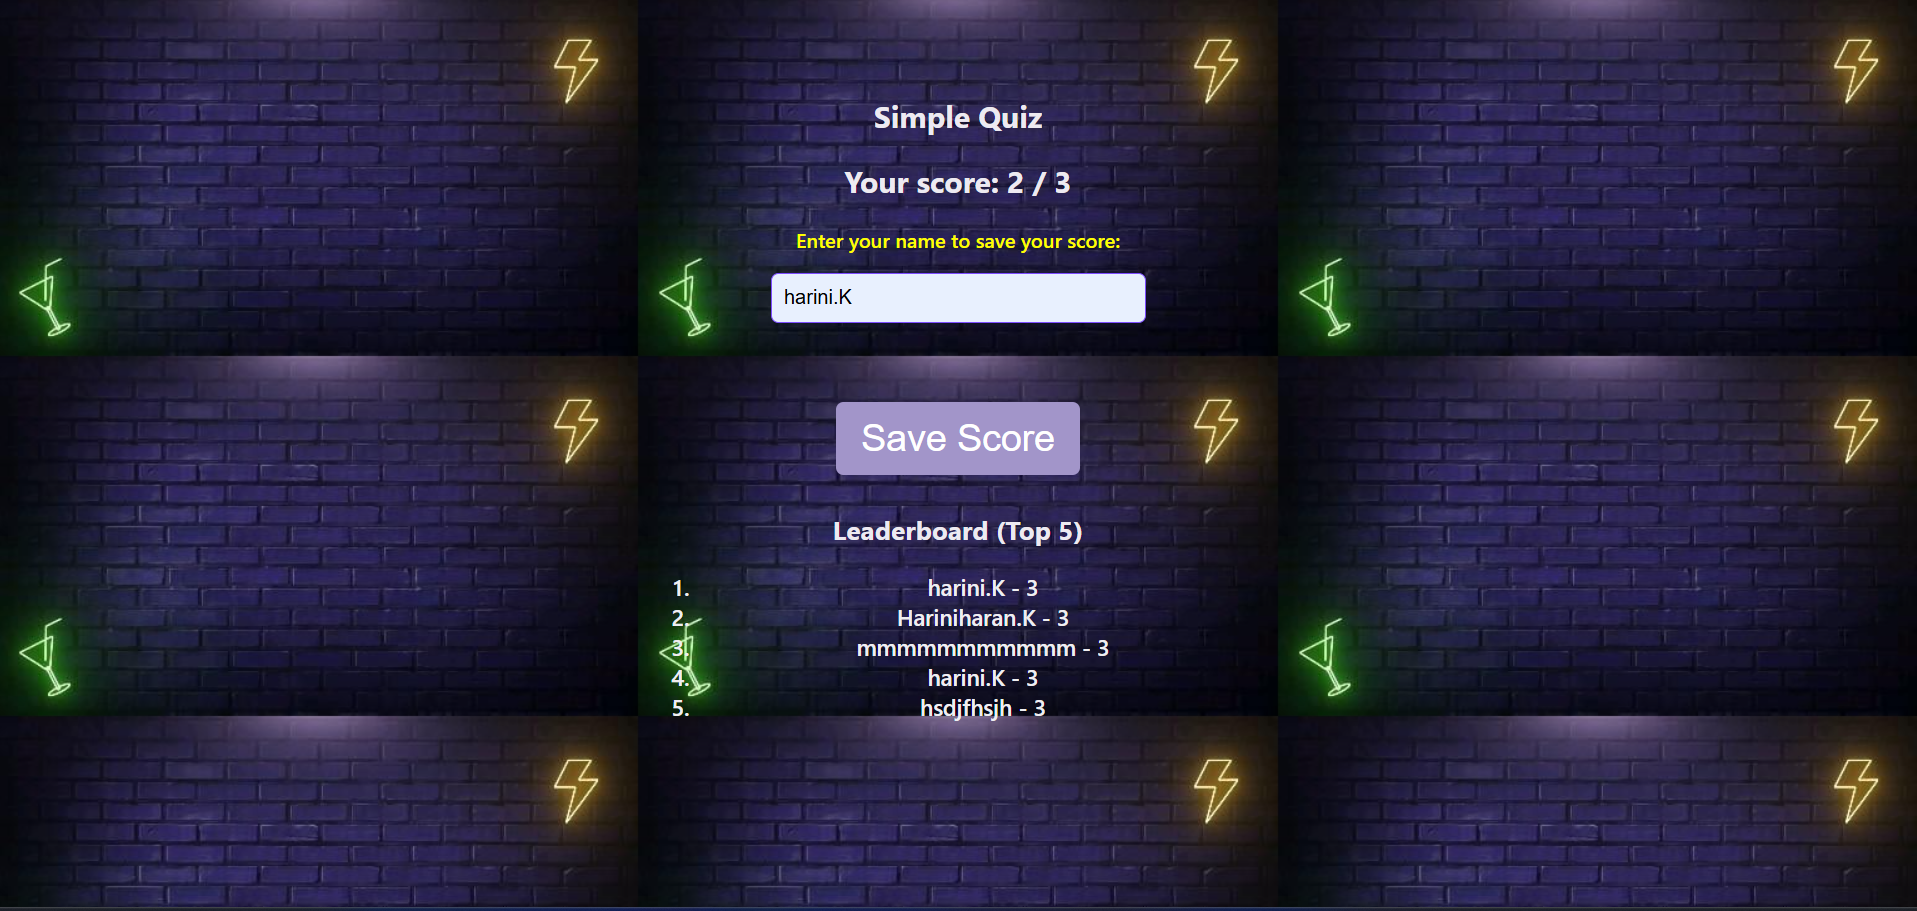 Simple Quiz
Your score: 2 / 3
Enter your name to save your score:
harini.K
Save Score
Leaderboard (Top 5)
1. harini.K - 3
2. Hariniharan.K - 3
3. mmmmmmmmmmm - 3
4. harini.K - 3
5. hsdjfhsjh - 3